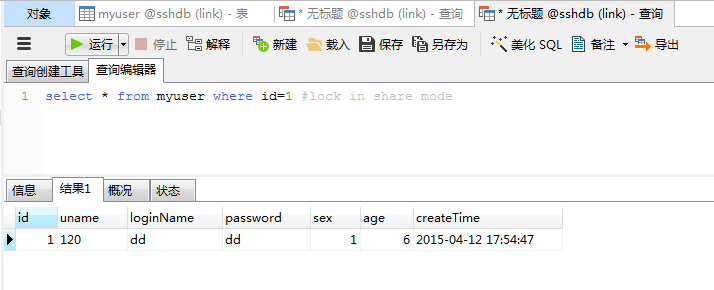 对象 myuser @sshdb (link) - 表 * 无标题 @sshdb (link) - 查询 * 无标题 @sshdb (link) - 查询
运行 停止 解释 新建 载入 保存 另存为 美化 SQL 备注 导出
查询创建工具 查询编辑器
1 select * from myuser where id=1 #lock in share mode
信息 结果1 概况 状态
id uname loginName password sex age createTime
1 120 dd dd 1 6 2015-04-12 17:54:47